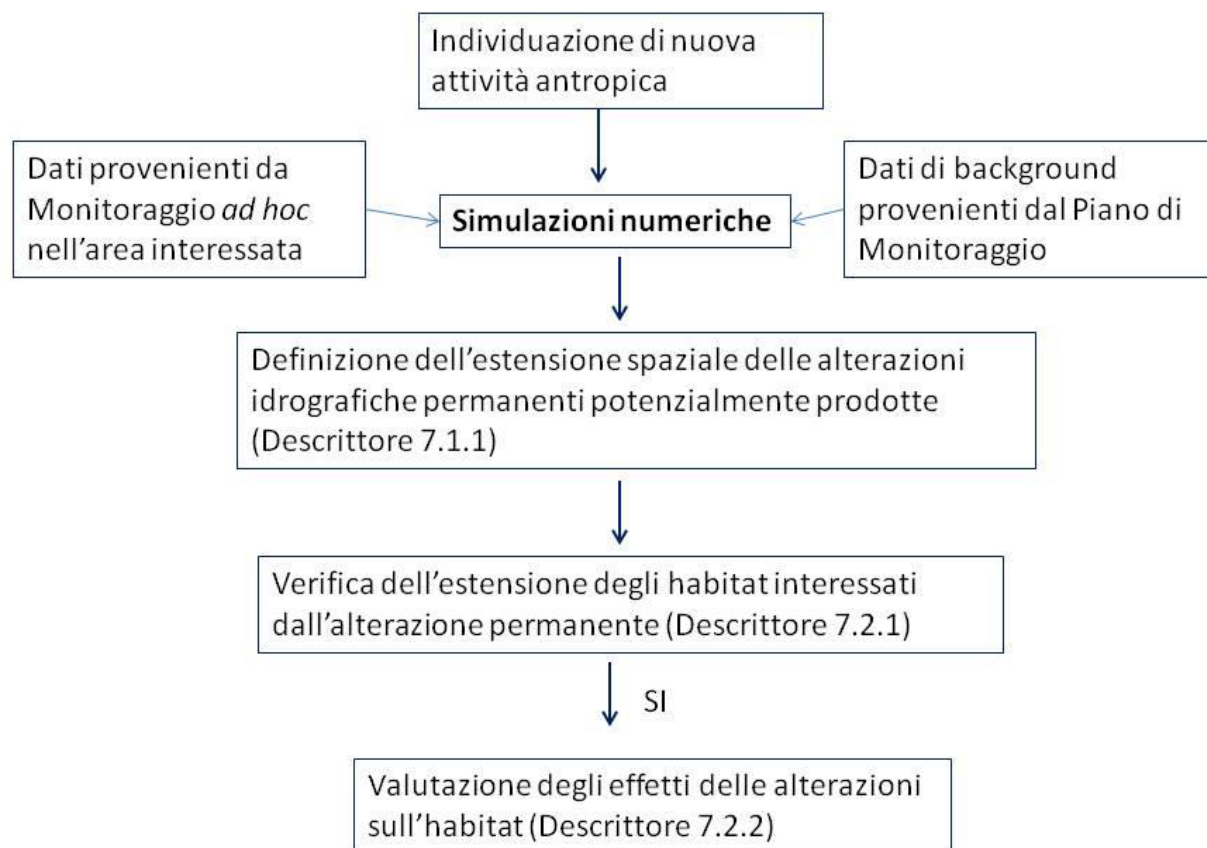 Individuazione di nuova
attività antropica
Dati provenienti da
Monitoraggio ad hoc
nell'area interessata
Simulazioni numeriche
Dati di background
provenienti dal Piano di
Monitoraggio
Definizione dell'estensione spaziale delle alterazioni
idrografiche permanenti potenzialmente prodotte
(Descrittore 7.1.1)
Verifica dell'estensione degli habitat interessati
dall'alterazione permanente (Descrittore 7.2.1)
SI
Valutazione degli effetti delle alterazioni
sull'habitat (Descrittore 7.2.2)